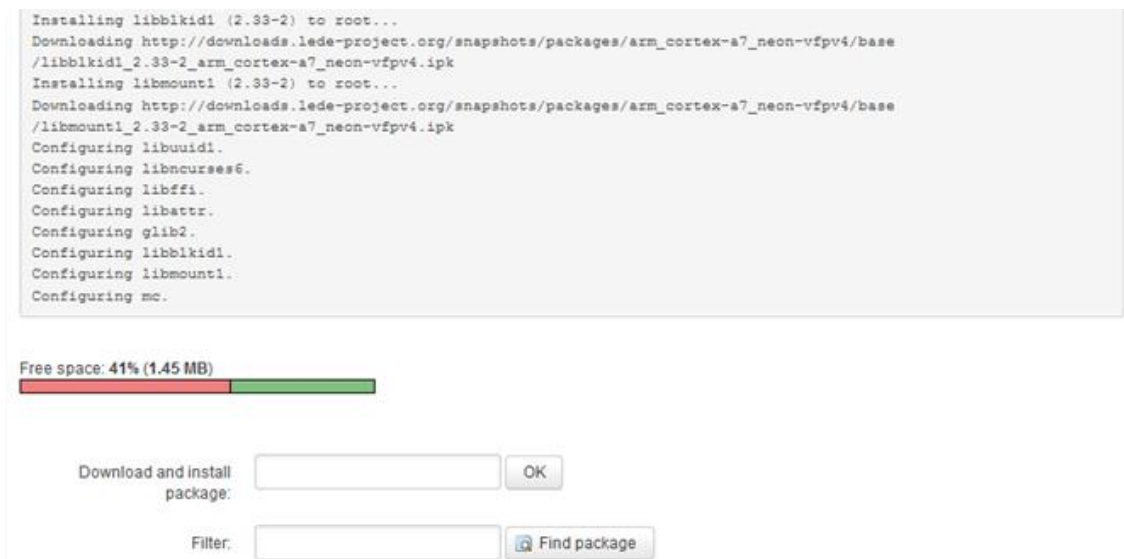 Installing libblkid1 (2.33-2) to root...
Downloading http://downloads.lede-project.org/snapshots/packages/arm_cortex-a7_neon-vfpv4/base
/libblkid1_2.33-2_arm_cortex-a7_neon-vfpv4.ipk
Installing libmount1 (2.33-2) to root...
Downloading http://downloads.lede-project.org/snapshots/packages/arm_cortex-a7_neon-vfpv4/base
/libmount1_2.33-2_arm_cortex-a7_neon-vfpv4.ipk
Configuring libuuid1.
Configuring libncurses6.
Configuring libffi.
Configuring libattr.
Configuring glib2.
Configuring libblkid1.
Configuring libmount1.
Configuring mc.
Free space: 41% (1.45 MB)
Download and install
package:
OK
Filter:
Find package